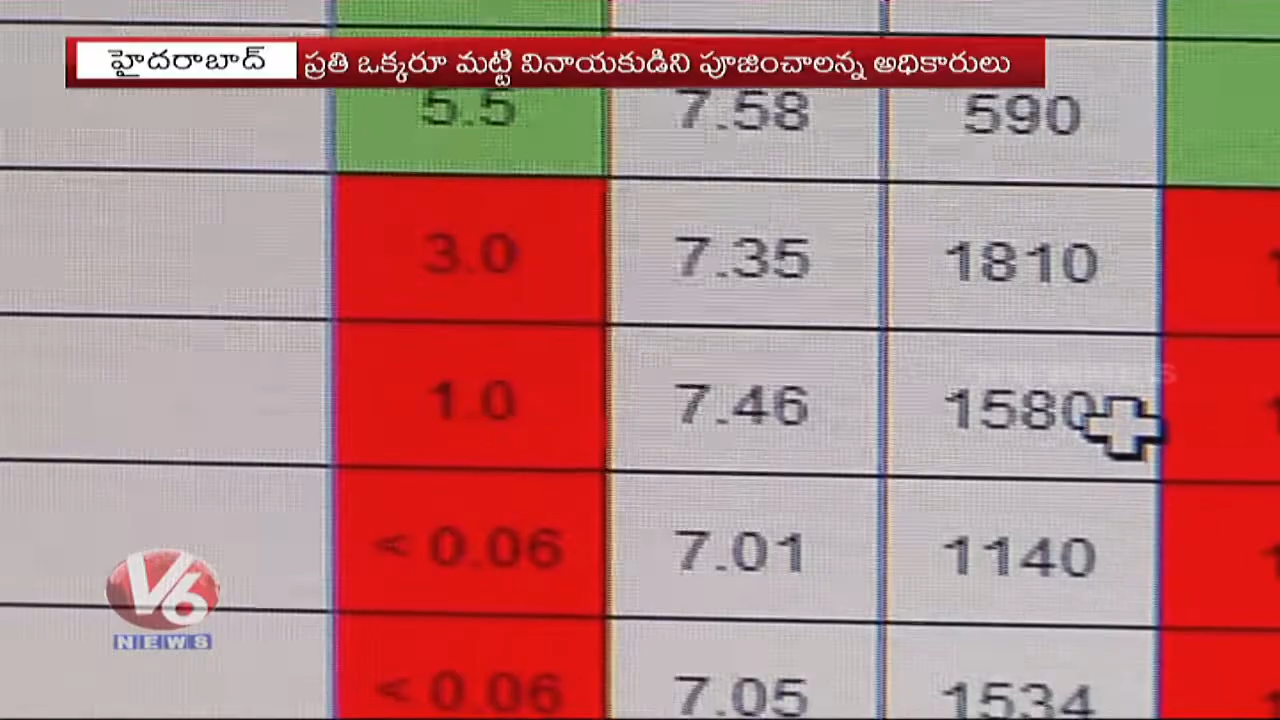 హైదరాబాద్ ప్రతి ఒక్కరూ మట్టి వినాయకుడిని పూజించాలన్న అధికారులు
5.5 7.58 590
3.0 7.35 1810
1.0 7.46 1580
< 0.06 7.01 1140
< 0.06 7.05 1534
V6
NEWS